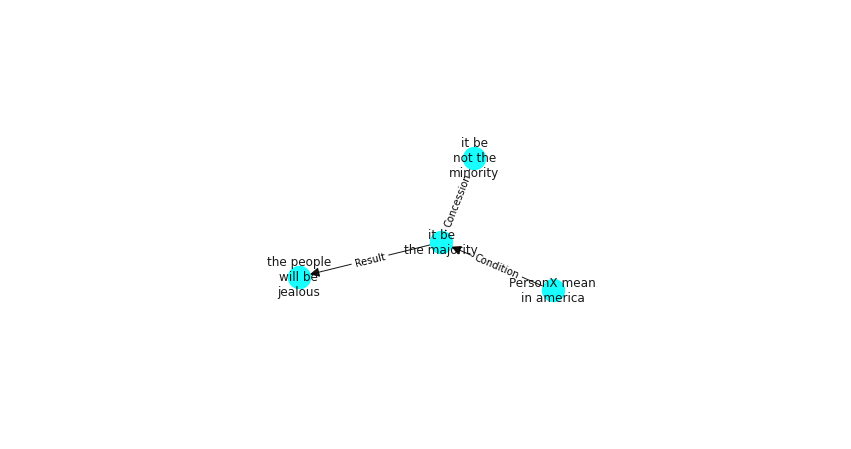 it be
not the
minority
Concession
it be
the majority
Result
the people
will be
jealous
Condition
PersonX mean
in america